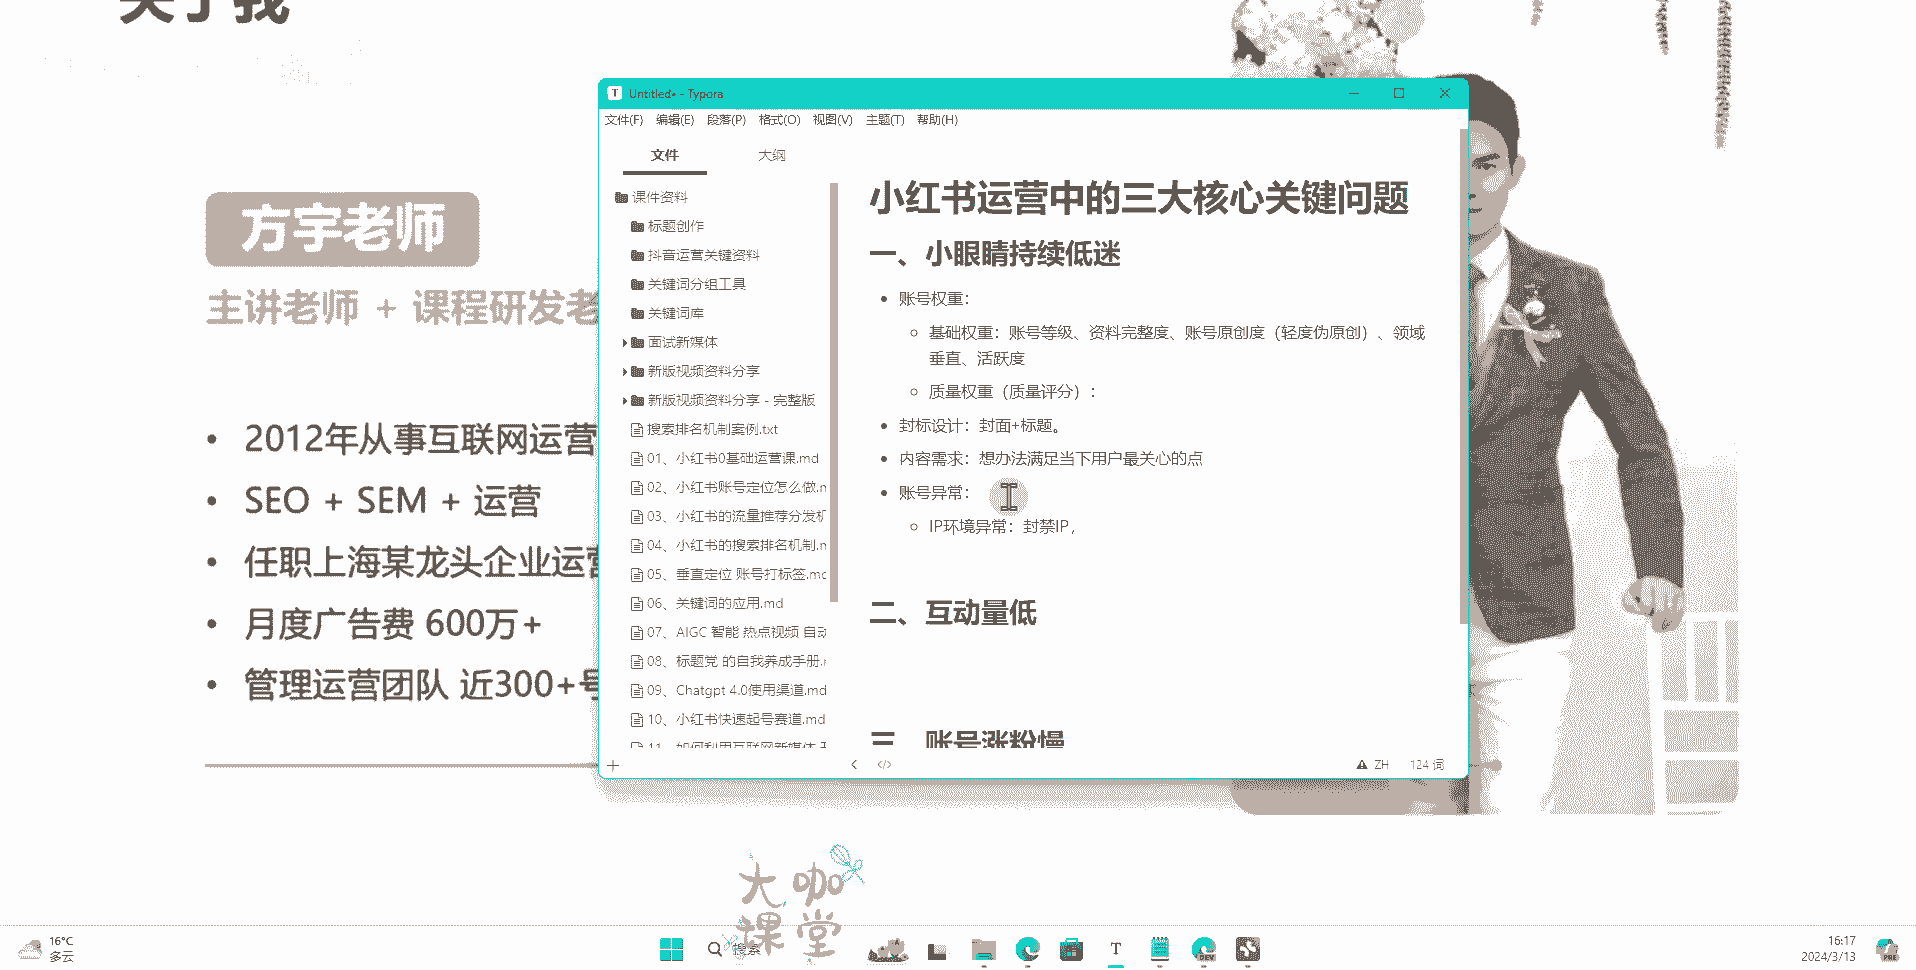 关于我
方宇老师
主讲老师 + 课程研发老
2012年从事互联网运营
SEO + SEM + 运营
任职上海某龙头企业运营
月度广告费 600万+
管理运营团队 近300+号
Untitled• - Typora
文件(F) 编辑(E) 段落(P) 格式(O) 视图(V) 主题(T) 帮助(H)
文件 大纲
课件资料
标题创作
抖音运营关键资料
关键词分组工具
关键词库
面试新媒体
新版视频资料分享
新版视频资料分享 - 完整版
搜索排名机制案例.txt
01、小红书0基础运营课.md
02、小红书账号定位怎么做.m
03、小红书的流量推荐分发机
04、小红书的搜索排名机制.m
05、垂直定位 账号打标签.md
06、关键词的应用.md
07、AIGC 智能 热点视频 自动
08、标题党 的自我养成手册.
09、Chatgpt 4.0使用渠道.md
10、小红书快速起号赛道.md
11、如何利用互联网新媒体
小红书运营中的三大核心关键问题
一、小眼睛持续低迷
账号权重：
基础权重：账号等级、资料完整度、账号原创度（轻度伪原创）、领域
垂直、活跃度
质量权重（质量评分）：
封标设计：封面+标题。
内容需求：想办法满足当下用户最关心的点
账号异常：
IP环境异常：封禁IP，
二、互动量低
三、账号涨粉慢
ZH 124 词
大咖
课堂
16°C
多云
搜索
T
DEV
16:17
2024/3/13
PRE